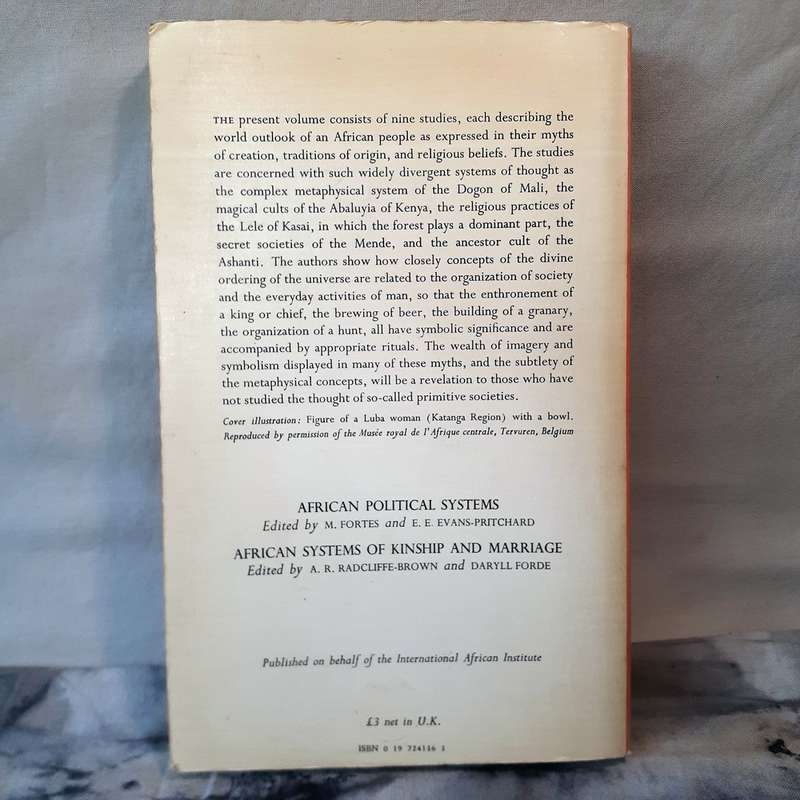 THE present volume consists of nine studies, each describing the
world outlook of an African people as expressed in their myths
of creation, traditions of origin, and religious beliefs. The studies
are concerned with such widely divergent systems of thought as
the complex metaphysical system of the Dogon of Mali, the
magical cults of the Abaluyia of Kenya, the religious practices of
the Lele of Kasai, in which the forest plays a dominant part, the
secret societies of the Mende, and the ancestor cult of the
Ashanti. The authors show how closely concepts of the divine
ordering of the universe are related to the organization of society
and the everyday activities of man, so that the enthronement of
a king or chief, the brewing of beer, the building of a granary,
the organization of a hunt, all have symbolic significance and are
accompanied by appropriate rituals. The wealth of imagery and
symbolism displayed in many of these myths, and the subtlety of
the metaphysical concepts, will be a revelation to those who have
not studied the thought of so-called primitive societies.
Cover illustration: Figure of a Luba woman (Katanga Region) with a bowl.
Reproduced by permission of the Musée royal de l'Afrique centrale, Tervuren, Belgium
AFRICAN POLITICAL SYSTEMS
Edited by M. FORTES and E. E. EVANS-PRITCHARD
AFRICAN SYSTEMS OF KINSHIP AND MARRIAGE
Edited by A. R. RADCLIFFE-BROWN and DARYLL FORDE
Published on behalf of the International African Institute
£3 net in U.K.
ISBN 0 19 724116 1